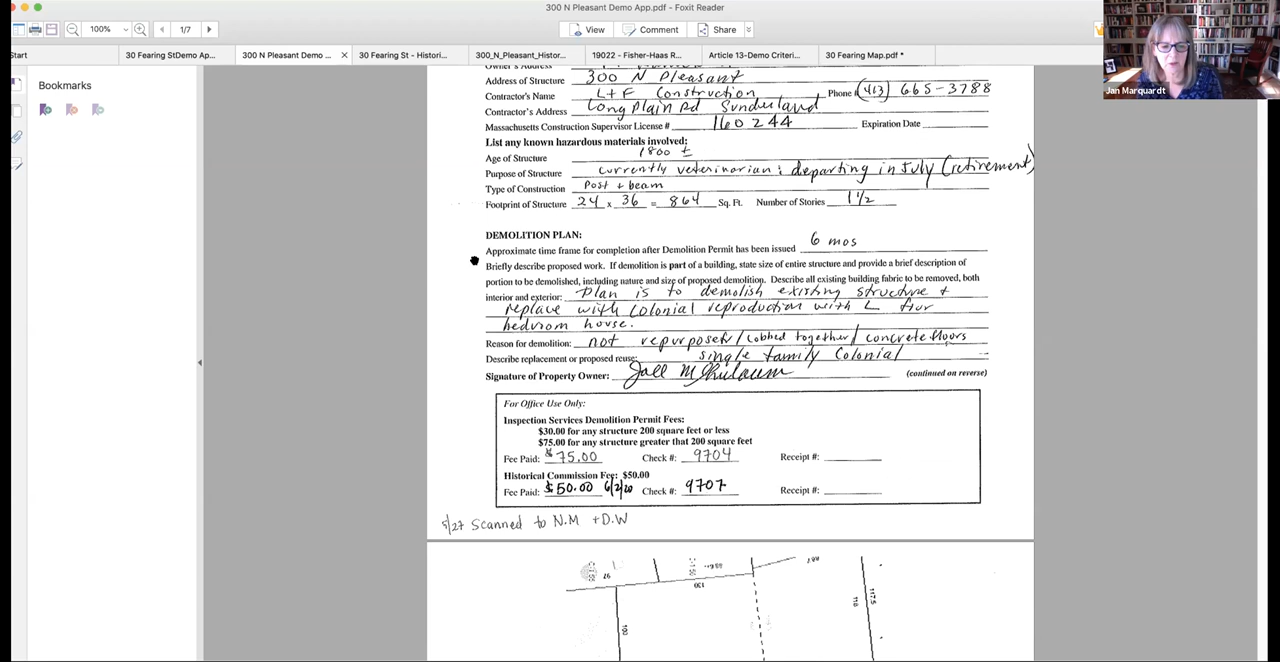 300 N Pleasant Demo App.pdf - Foxit Reader
100% 1/7 View Comment Share
Start 30 Fearing StDemo Ap... 300 N Pleasant Demo ... × 30 Fearing St - Histori... 300_N_Pleasant_Histor... 19022 - Fisher-Haas R... Article 13-Demo Criteri... 30 Fearing Map.pdf *
Bookmarks
Jan Marquardt
Owner's Address
Address of Structure 300 N Pleasant
Contractor's Name L+F Construction Phone # (413) 665-3788
Contractor's Address Long Plain Rd Sunderland
Massachusetts Construction Supervisor License # 160244 Expiration Date
List any known hazardous materials involved:
Age of Structure 1800 ±
Purpose of Structure currently veterinarian: departing in July (retirement)
Type of Construction Post + beam
Footprint of Structure 24 x 36 = 864 Sq. Ft. Number of Stories 1 1/2
DEMOLITION PLAN:
Approximate time frame for completion after Demolition Permit has been issued 6 mos
Briefly describe proposed work. If demolition is part of a building, state size of entire structure and provide a brief description of
portion to be demolished, including nature and size of proposed demolition. Describe all existing building fabric to be removed, both
interior and exterior: Plan is to demolish existing structure +
replace with colonial reproduction with
bedroom house.
Reason for demolition: not repurposeh/cobbed together/concrete floors
Describe replacement or proposed reuse: single family Colonial
Signature of Property Owner: (continued on reverse)
For Office Use Only:
Inspection Services Demolition Permit Fees:
$30.00 for any structure 200 square feet or less
$75.00 for any structure greater that 200 square feet
Fee Paid: $75.00 Check #: 9704 Receipt #:
Historical Commission Fee: $50.00
Fee Paid: $50.00 6/2/20 Check #: 9707 Receipt #:
5/27 Scanned to N.M + D.W
97
130
100
118
117.5